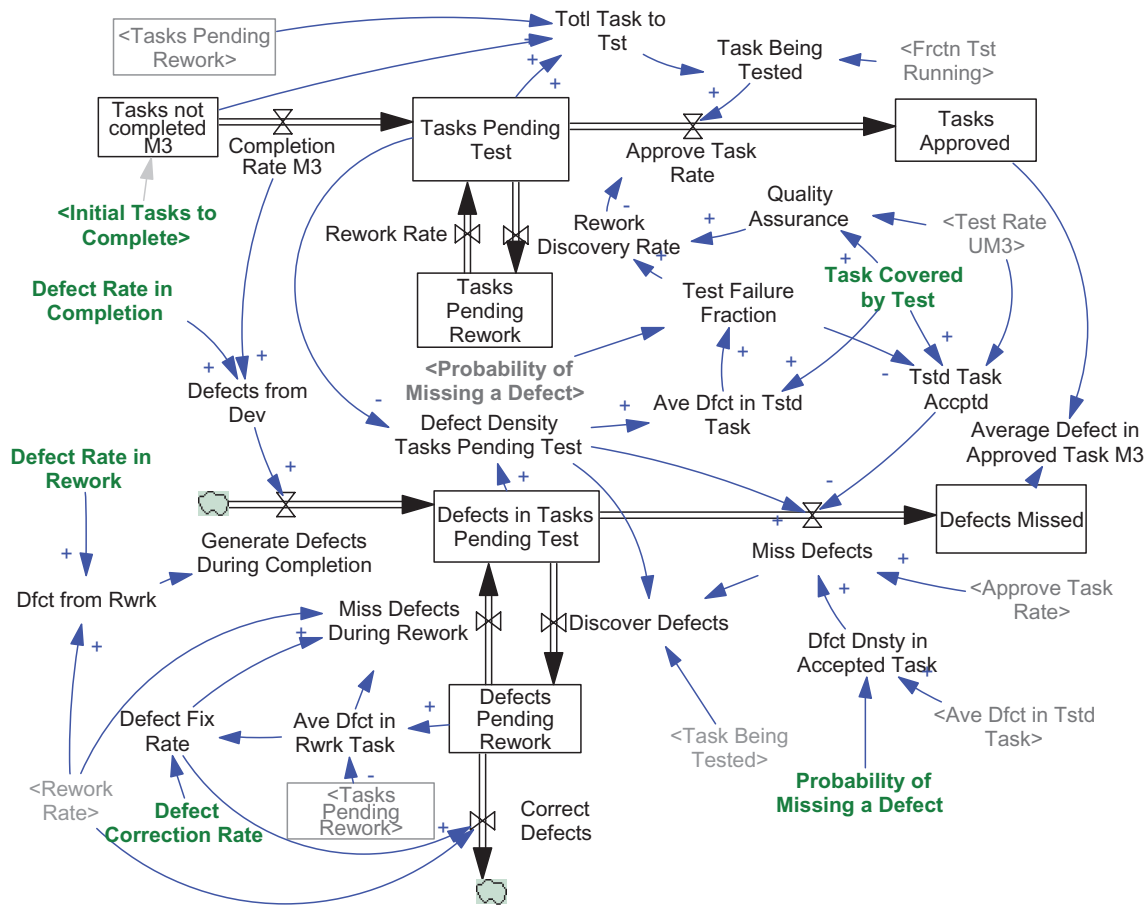 Totl Task to
Tst
<Tasks Pending
Rework>
Task Being
Tested
<Frctn Tst
Running>
Tasks not
completed
M3
Completion
Rate M3
Tasks Pending
Test
Approve Task
Rate
Tasks
Approved
<Initial Tasks to
Complete>
Rework Rate
Rework
Discovery Rate
Quality
Assurance
<Test Rate
UM3>
Defect Rate in
Completion
Tasks
Pending
Rework
Test Failure
Fraction
Task Covered
by Test
<Probability of
Missing a Defect>
Defects from
Dev
Defect Density
Tasks Pending Test
Ave Dfct in Tstd
Task
Tstd Task
Accptd
Average Defect in
Approved Task M3
Defect Rate in
Rework
Defects in Tasks
Pending Test
Defects Missed
Generate Defects
During Completion
Miss Defects
Dfct from Rwrk
Miss Defects
During Rework
Discover Defects
<Approve Task
Rate>
Dfct Dnsty in
Accepted Task
Defect Fix
Rate
Ave Dfct in
Rwrk Task
Defects
Pending
Rework
<Ave Dfct in Tstd
Task>
<Task Being
Tested>
<Rework
Rate>
Defect
Correction Rate
<Tasks
Pending
Rework>
Correct
Defects
Probability of
Missing a Defect